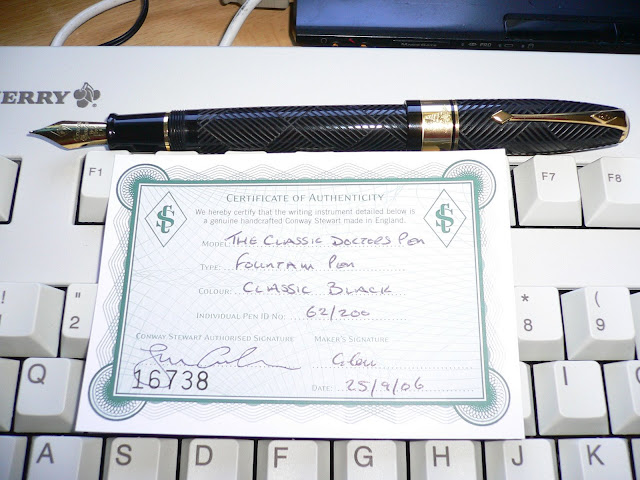 ERRY
F1
F7
F8
CERTIFICATE OF AUTHENTICITY
We hereby certify that the writing instrument detailed below is
a genuine handcrafted Conway Stewart made in England.
MODEL: THE CLASSIC DOCTORS PEN
TYPE: FOUNTAIN PEN
COLOUR: CLASSIC BLACK
INDIVIDUAL PEN ID NO: 62/200
CONWAY STEWART AUTHORISED SIGNATURE MAKER'S SIGNATURE
16738
DATE: 25/9/06
! 1
" 2
* 8
( 9
Q
I
O
A
S
D
F
G
H
J
K